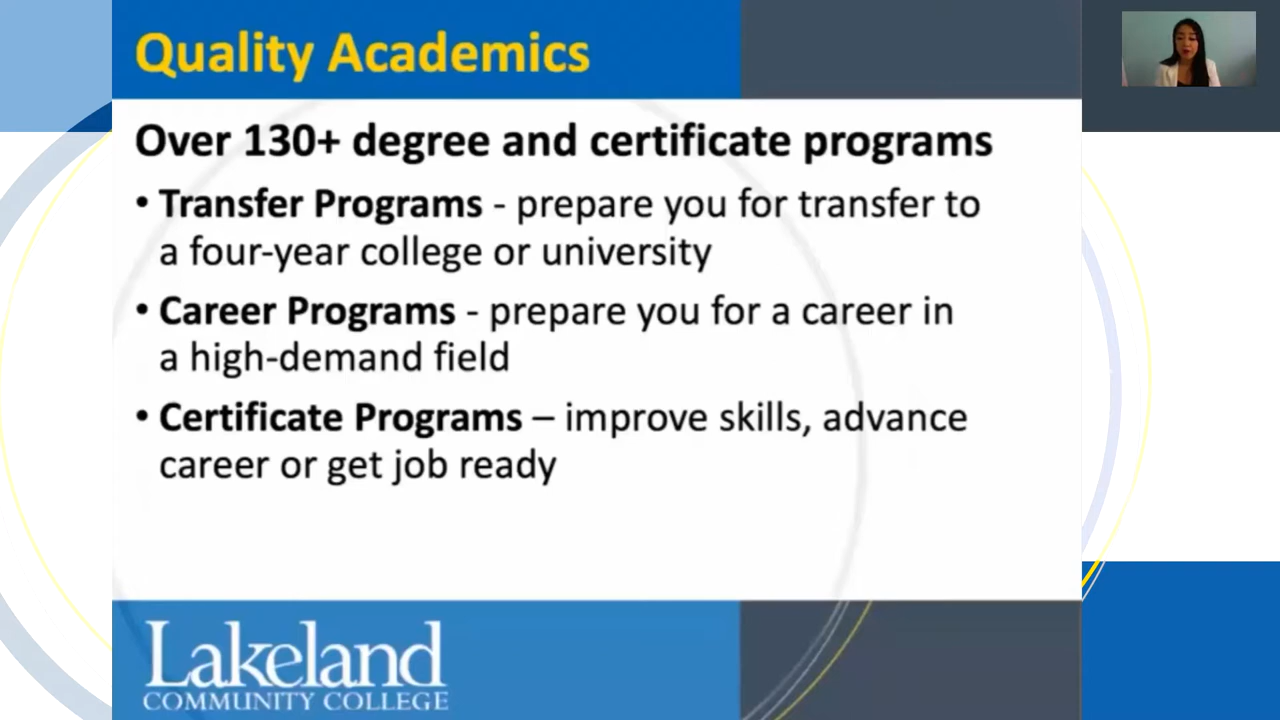 Quality Academics
Over 130+ degree and certificate programs
• Transfer Programs - prepare you for transfer to
a four-year college or university
• Career Programs - prepare you for a career in
a high-demand field
• Certificate Programs – improve skills, advance
career or get job ready
Lakeland
COMMUNITY COLLEGE